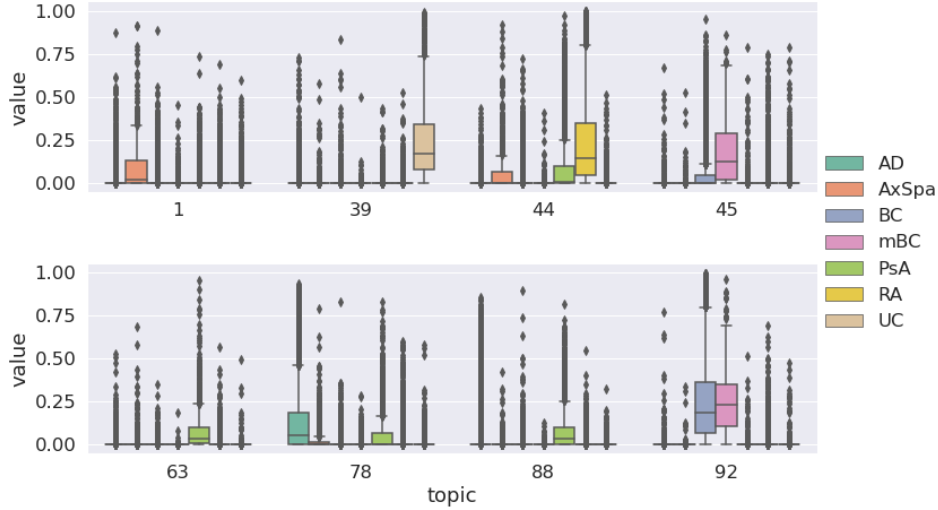 1.00
0.75
0.50
0.25
0.00
value
1 39 44 45
1.00
0.75
0.50
0.25
0.00
value
63 78 88 92
topic
AD
AxSpa
BC
mBC
PsA
RA
UC